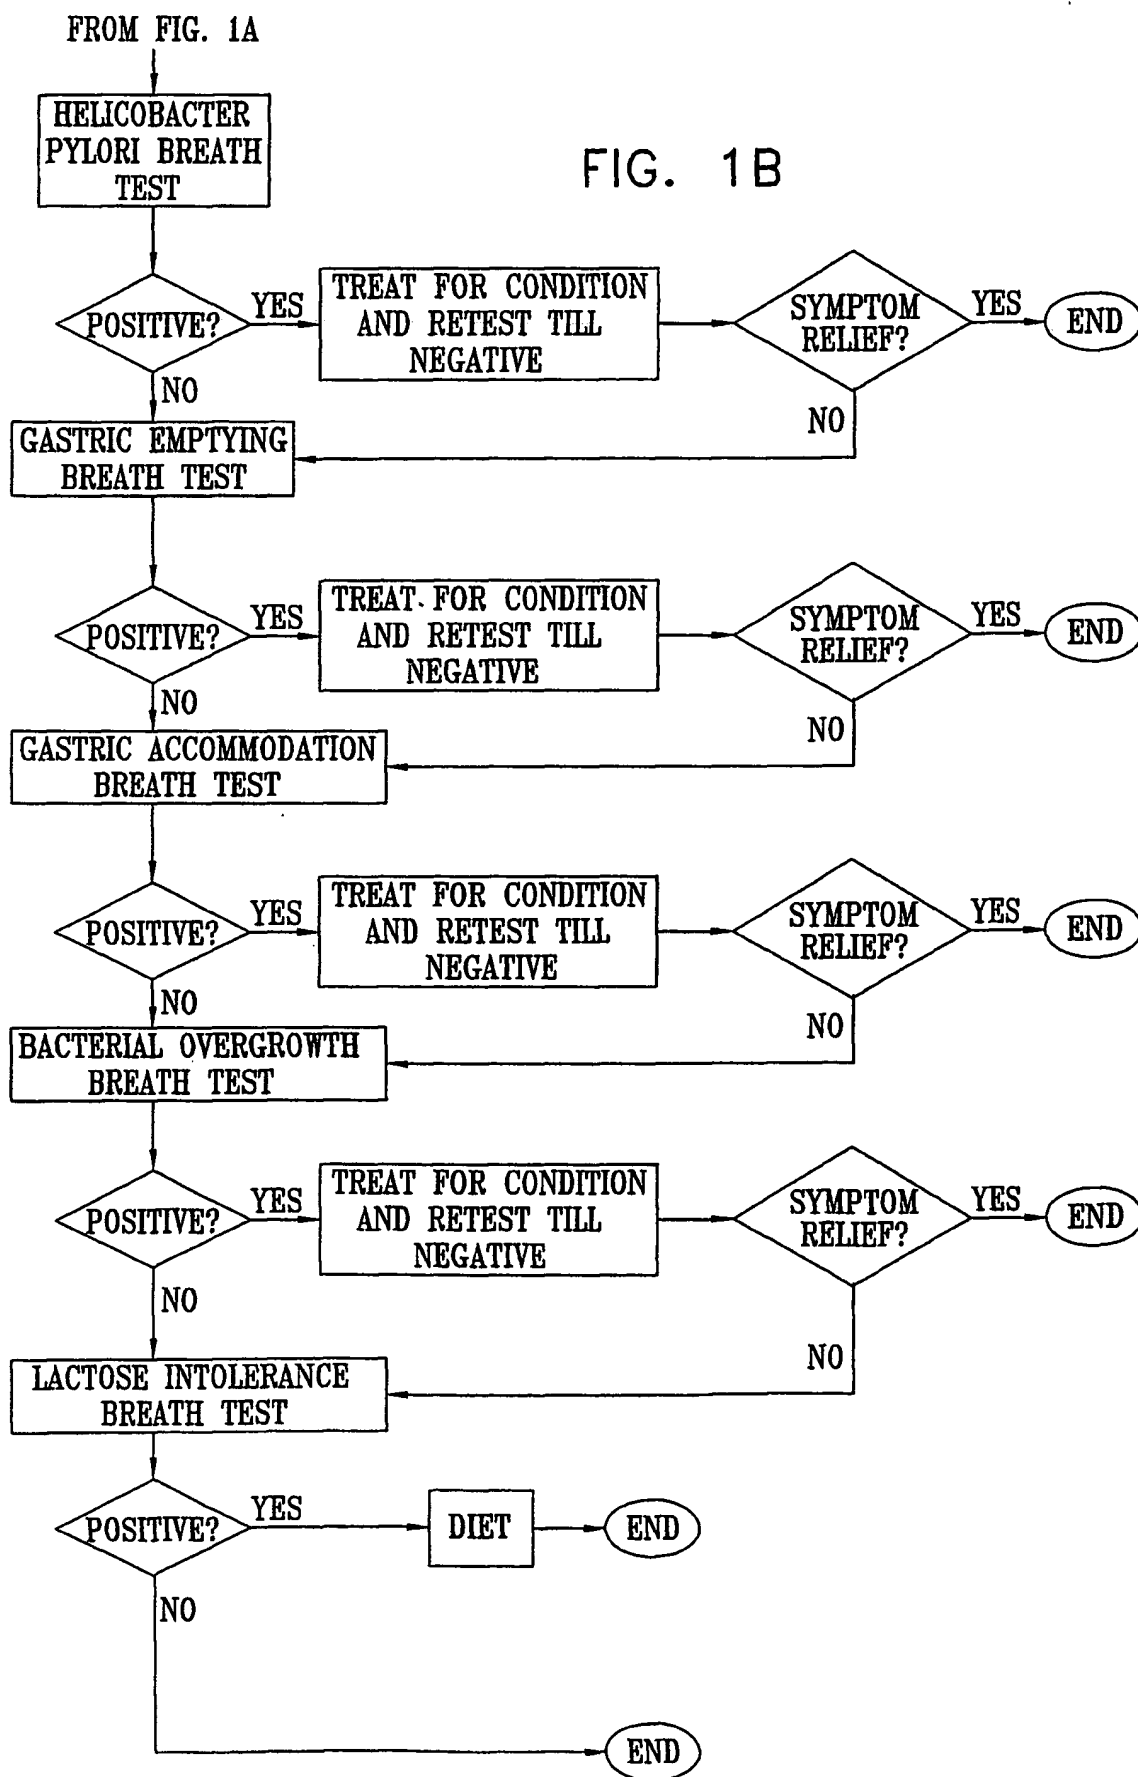 FROM FIG. 1A
HELICOBACTER
PYLORI BREATH
TEST
FIG. 1B
POSITIVE?
YES
TREAT FOR CONDITION
AND RETEST TILL
NEGATIVE
SYMPTOM
RELIEF?
YES
END
NO
NO
GASTRIC EMPTYING
BREATH TEST
POSITIVE?
YES
TREAT FOR CONDITION
AND RETEST TILL
NEGATIVE
SYMPTOM
RELIEF?
YES
END
NO
NO
GASTRIC ACCOMMODATION
BREATH TEST
POSITIVE?
YES
TREAT FOR CONDITION
AND RETEST TILL
NEGATIVE
SYMPTOM
RELIEF?
YES
END
NO
NO
BACTERIAL OVERGROWTH
BREATH TEST
POSITIVE?
YES
TREAT FOR CONDITION
AND RETEST TILL
NEGATIVE
SYMPTOM
RELIEF?
YES
END
NO
NO
LACTOSE INTOLERANCE
BREATH TEST
POSITIVE?
YES
DIET
END
NO
END